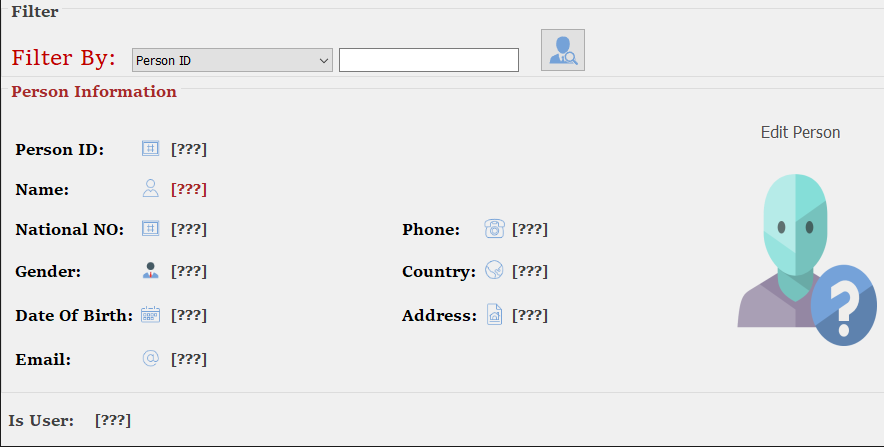 Filter
Filter By: Person ID
Person Information
Edit Person
Person ID: # [???]
Name: [???]
National NO: # [???] Phone: [???]
Gender: [???] Country: [???]
Date Of Birth: [???] Address: [???]
Email: @ [???]
?
Is User: [???]